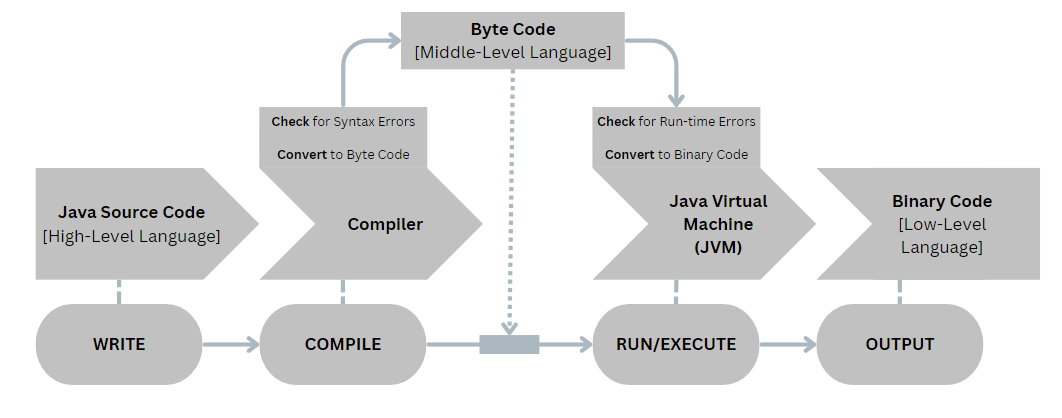 Byte Code
[Middle-Level Language]
Check for Syntax Errors
Convert to Byte Code
Check for Run-time Errors
Convert to Binary Code
Java Source Code
[High-Level Language]
Compiler
Java Virtual
Machine
(JVM)
Binary Code
[Low-Level
Language]
WRITE
COMPILE
RUN/EXECUTE
OUTPUT